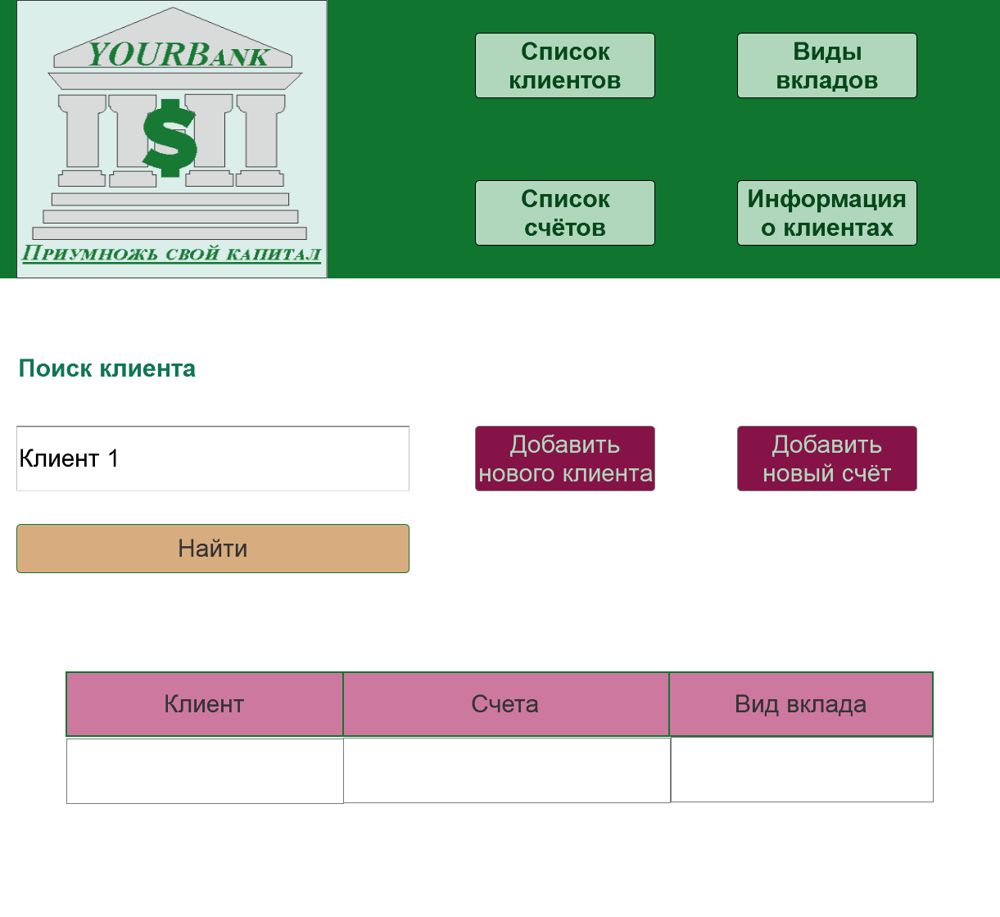 YOURBANK
Приумножь свой капитал
Список
клиентов
Виды
вкладов
Список
счётов
Информация
о клиентах
Поиск клиента
Клиент 1
Добавить
нового клиента
Добавить
новый счёт
Найти
Клиент
Счета
Вид вклада